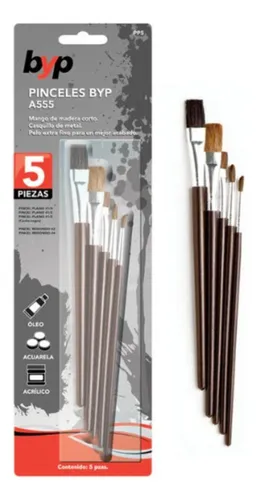 byp
PP5
PINCELES BYP
A555
Mango de madera corto.
Casquillo de metal.
Pelo extra fino para un mejor acabado.
5
PIEZAS
ÓLEO
ACUARELA
ACRÍLICO
Contenido: 5 pzas.